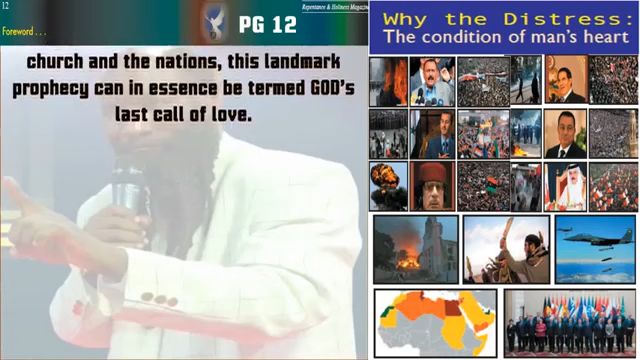 12
Repentance & Holiness Magazine
Foreword . . .
PG 12
church and the nations, this landmark
prophecy can in essence be termed GOD'S
last call of love.
Why the Distress:
The condition of man's heart